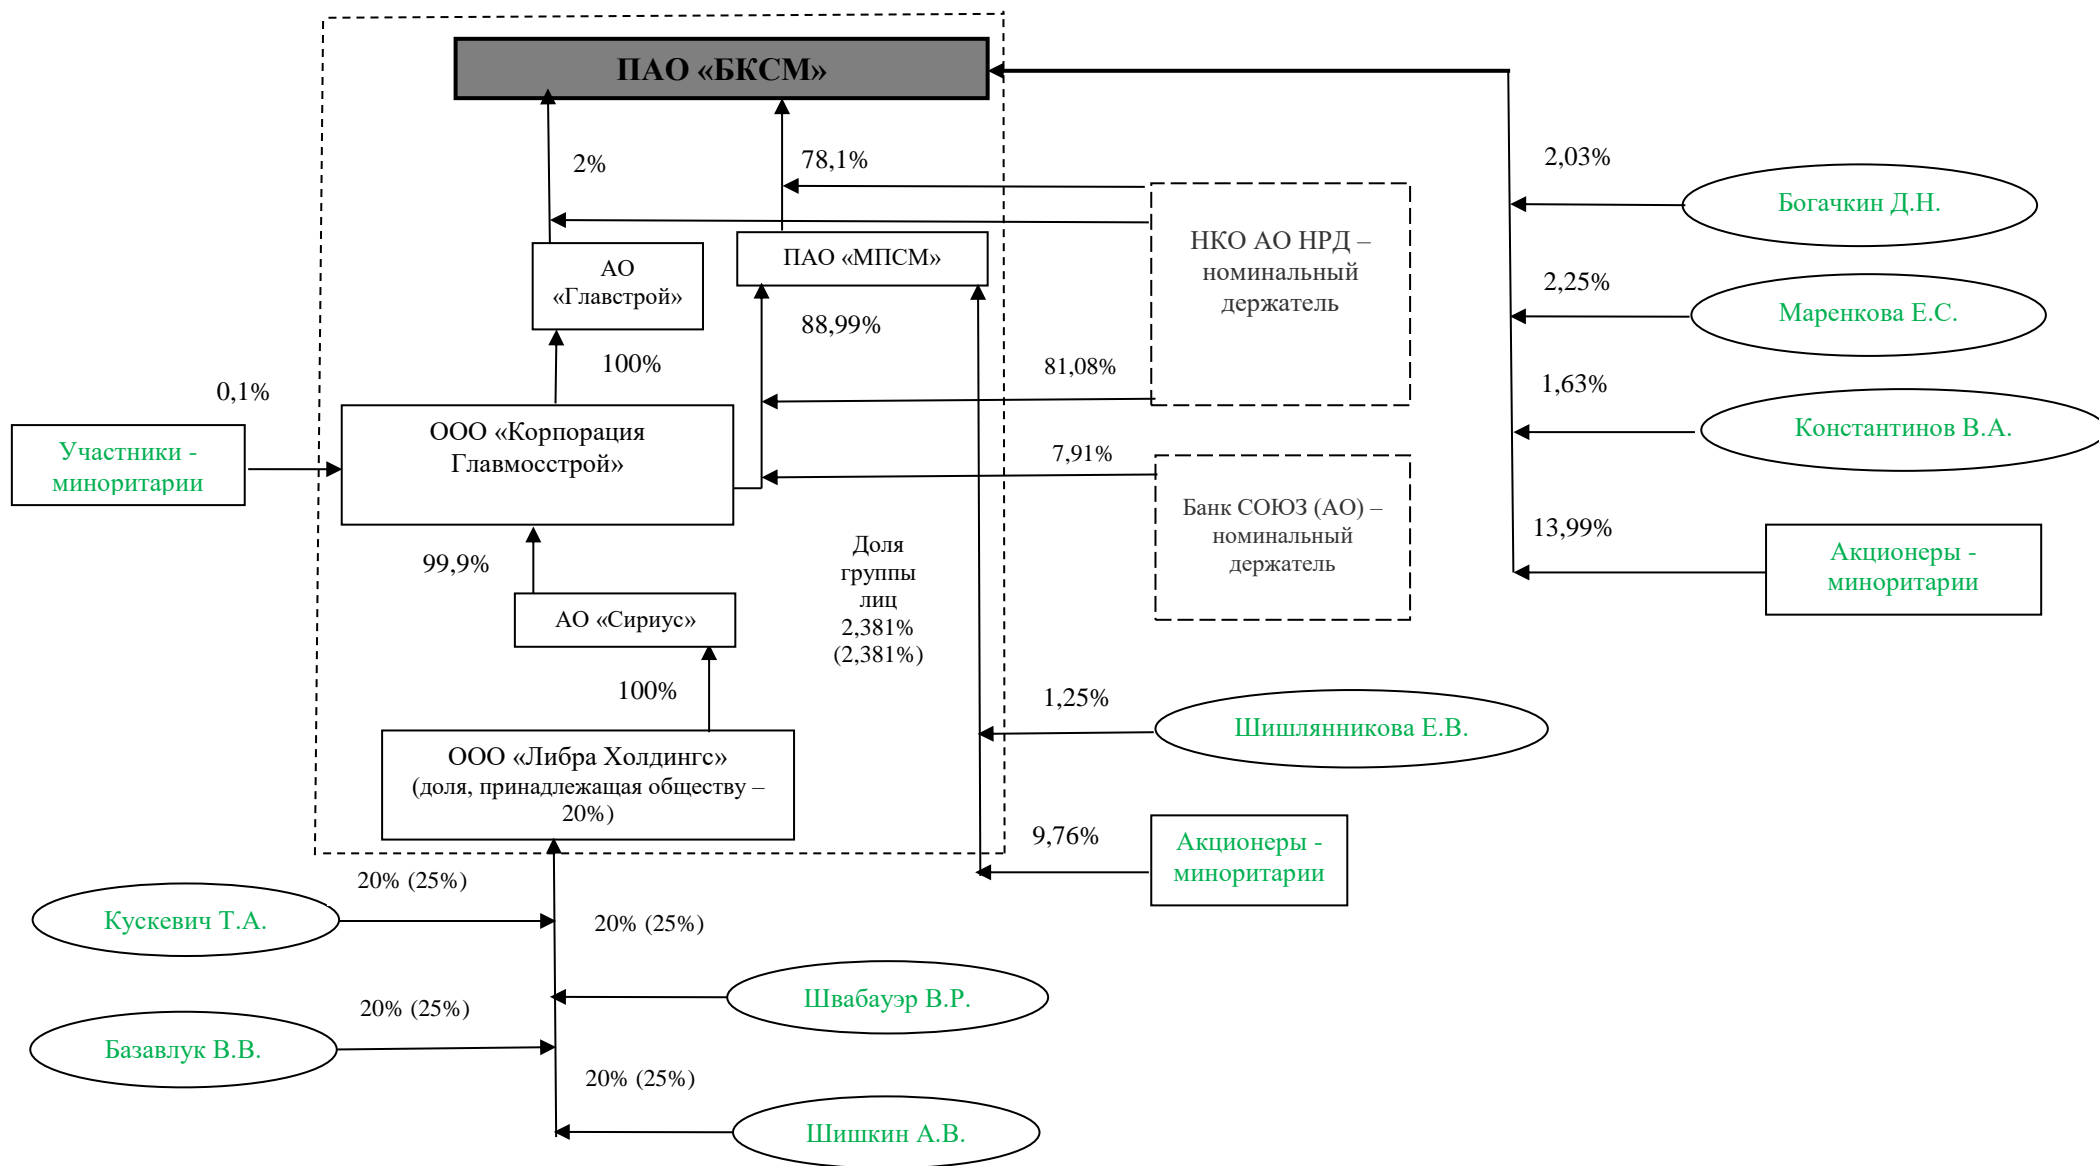 ПАО «БКСМ»
2%
78,1%
2,03%
Богачкин Д.Н.
НКО АО НРД –
номинальный
держатель
АО
«Главстрой»
ПАО «МПСМ»
2,25%
Маренкова Е.С.
88,99%
100%
81,08%
0,1%
1,63%
Константинов В.А.
Участники -
миноритарии
ООО «Корпорация
Главмосстрой»
7,91%
Банк СОЮЗ (АО) –
номинальный
держатель
13,99%
Акционеры -
миноритарии
99,9%
Доля
группы
лиц
2,381%
(2,381%)
АО «Сириус»
100%
1,25%
Шишлянникова Е.В.
ООО «Либра Холдингс»
(доля, принадлежащая обществу –
20%)
9,76%
Акционеры -
миноритарии
20% (25%)
Кускевич Т.А.
20% (25%)
Швабауэр В.Р.
20% (25%)
Базавлук В.В.
20% (25%)
Шишкин А.В.